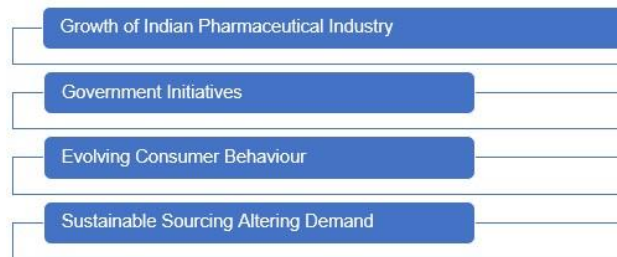 Growth of Indian Pharmaceutical Industry
Government Initiatives
Evolving Consumer Behaviour
Sustainable Sourcing Altering Demand